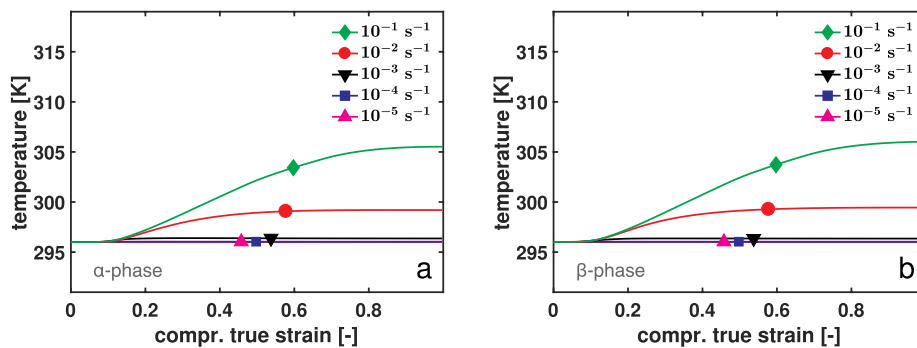 temperature [K]
315
310
305
300
295
0
0.2
0.4
0.6
0.8
compr. true strain [-]
10⁻¹ s⁻¹
10⁻² s⁻¹
10⁻³ s⁻¹
10⁻⁴ s⁻¹
10⁻⁵ s⁻¹
α-phase
a
temperature [K]
315
310
305
300
295
0
0.2
0.4
0.6
0.8
compr. true strain [-]
10⁻¹ s⁻¹
10⁻² s⁻¹
10⁻³ s⁻¹
10⁻⁴ s⁻¹
10⁻⁵ s⁻¹
β-phase
b